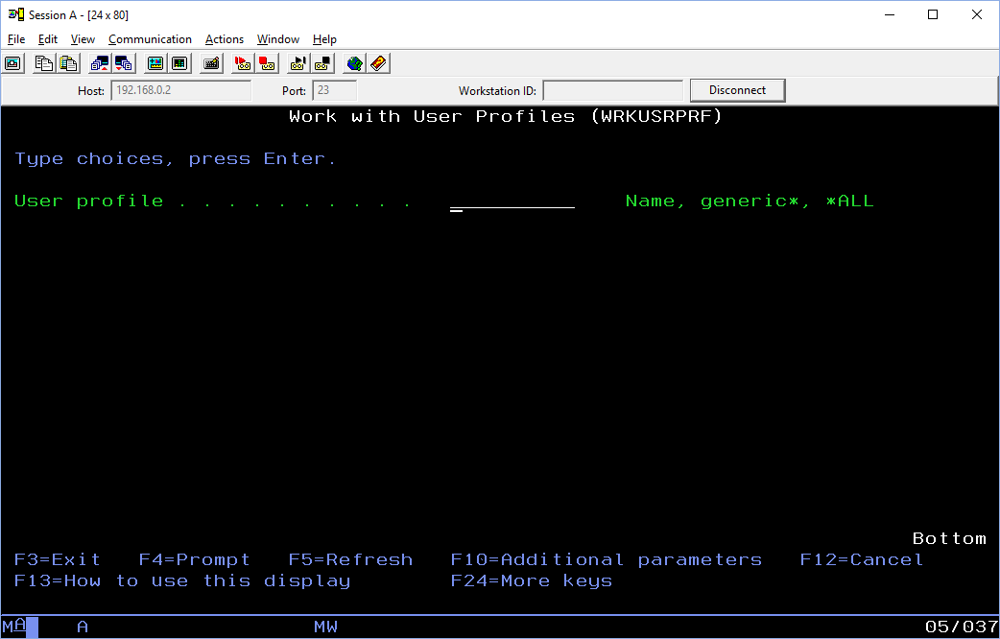 Session A - [24 x 80]
File Edit View Communication Actions Window Help
Host: 192.168.0.2 Port: 23 Workstation ID: Disconnect
Work with User Profiles (WRKUSRPRF)
Type choices, press Enter.
User profile . . . . . . . . . . Name, generic*, *ALL
Bottom
F3=Exit F4=Prompt F5=Refresh F10=Additional parameters F12=Cancel
F13=How to use this display F24=More keys
MA A MW 05/037